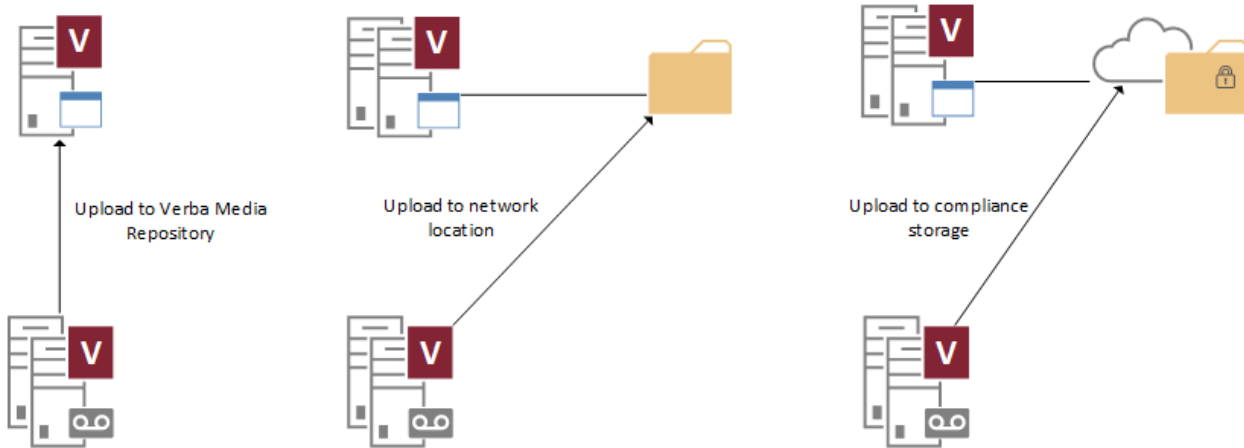 V
V
V
Upload to Verba Media
Repository
Upload to network
location
Upload to compliance
storage
V
V
V